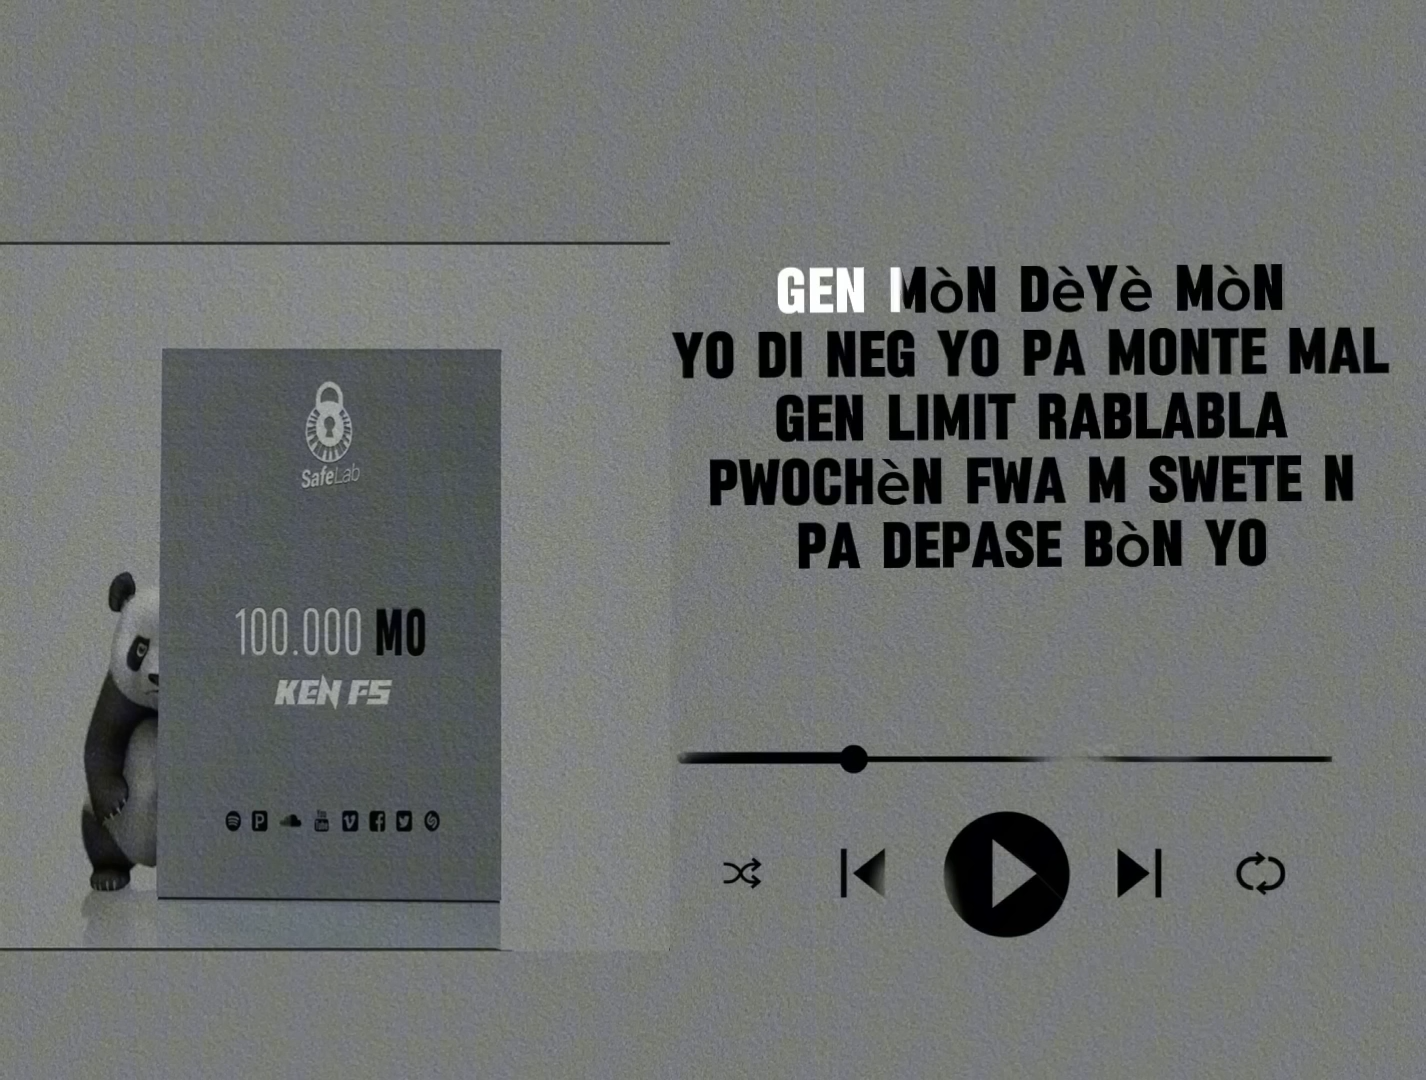 GEN MòN DèYè MòN
YO DI NEG YO PA MONTE MAL
GEN LIMIT RABLABLA
PWOCHèN FWA M SWETE N
PA DEPASE BòN YO
SafeLab
100.000 MO
KEN FS